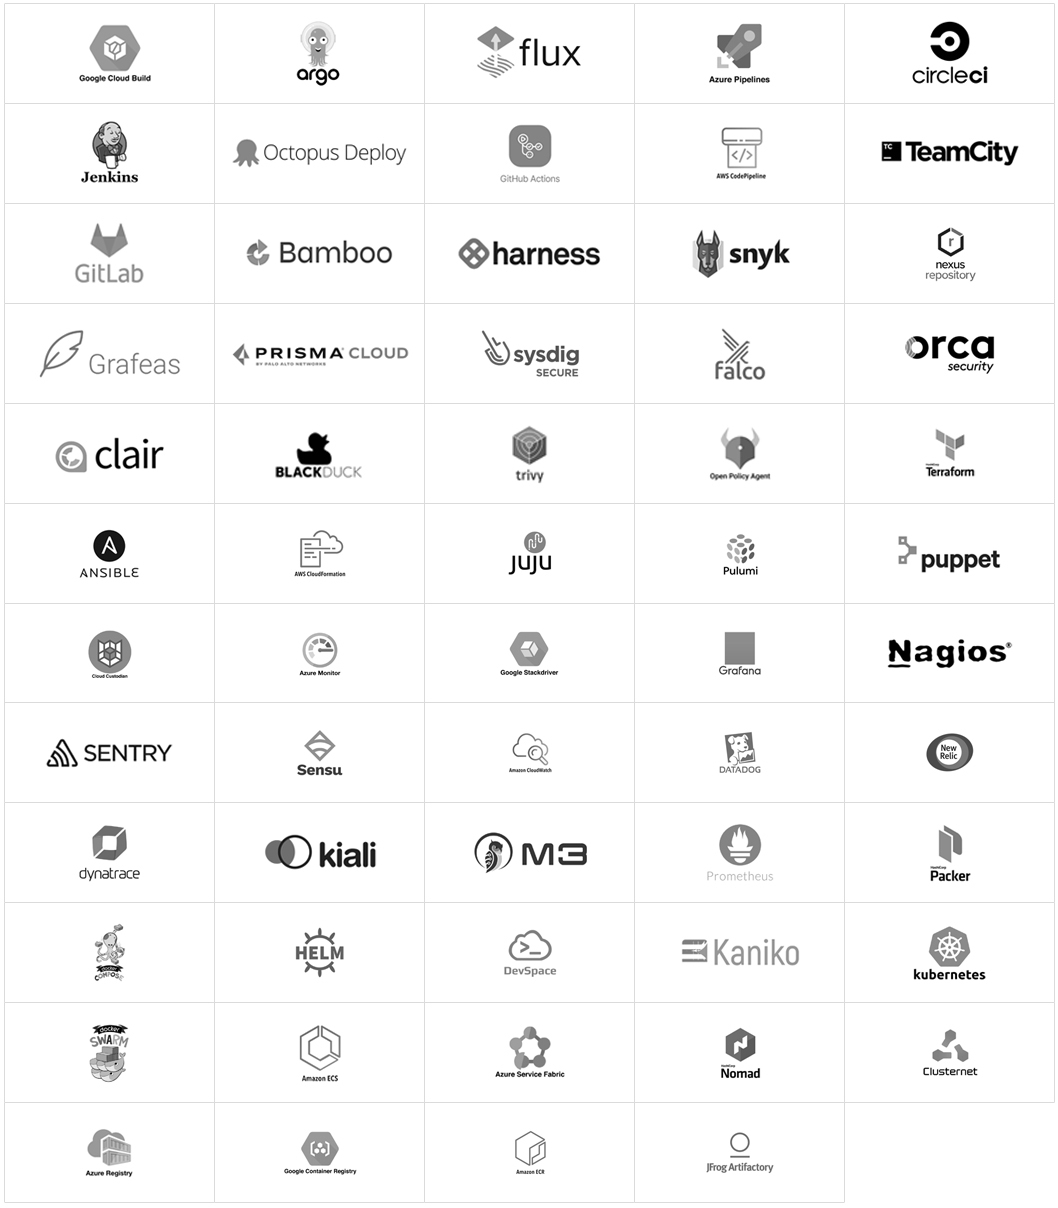 Google Cloud Build
argo
flux
Azure Pipelines
circleci
Jenkins
Octopus Deploy
GitHub Actions
</>
AWS CodePipeline
TC
TeamCity
GitLab
Bamboo
harness
snyk
r
nexus
repository
Grafeas
PRISMA CLOUD
BY PALO ALTO NETWORKS
sysdig
SECURE
falco
orca
security
clair
BLACKDUCK
trivy
Open Policy Agent
HashiCorp
Terraform
ANSIBLE
AWS CloudFormation
JUJU
Pulumi
puppet
Cloud Custodian
Azure Monitor
Google Stackdriver
Grafana
Nagios®
SENTRY
Sensu
Amazon CloudWatch
DATADOG
New
Relic
dynatrace
kiali
M3
Prometheus
HashiCorp
Packer
docker
COMPOSE
HELM
DevSpace
Kaniko
kubernetes
docker
SWARM
Amazon ECS
Azure Service Fabric
HashiCorp
Nomad
Clusternet
Azure Registry
Google Container Registry
Amazon ECR
JFrog Artifactory